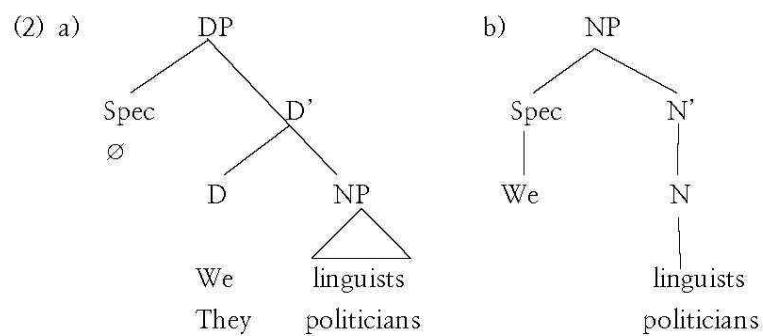 (2) a) DP b) NP
Spec D’ Spec N’
∅
D NP We N
We linguists linguists
They politicians politicians